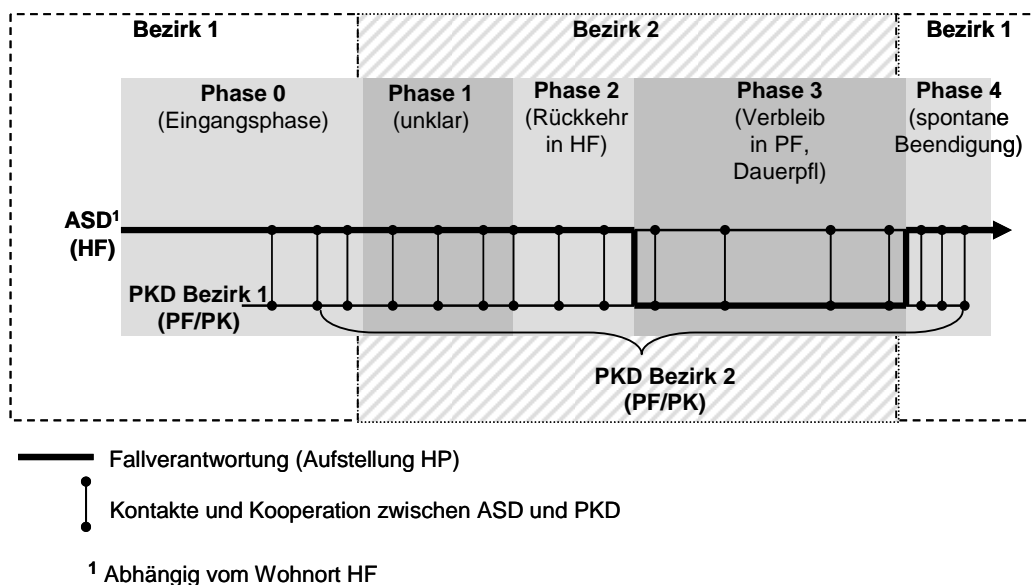 Bezirk 1
Bezirk 2
Bezirk 1
Phase 0
(Eingangsphase)
Phase 1
(unklar)
Phase 2
(Rückkehr
in HF)
Phase 3
(Verbleib
in PF,
Dauerpfl)
Phase 4
(spontane
Beendigung)
ASD¹
(HF)
PKD Bezirk 1
(PF/PK)
PKD Bezirk 2
(PF/PK)
Fallverantwortung (Aufstellung HP)
Kontakte und Kooperation zwischen ASD und PKD
¹ Abhängig vom Wohnort HF